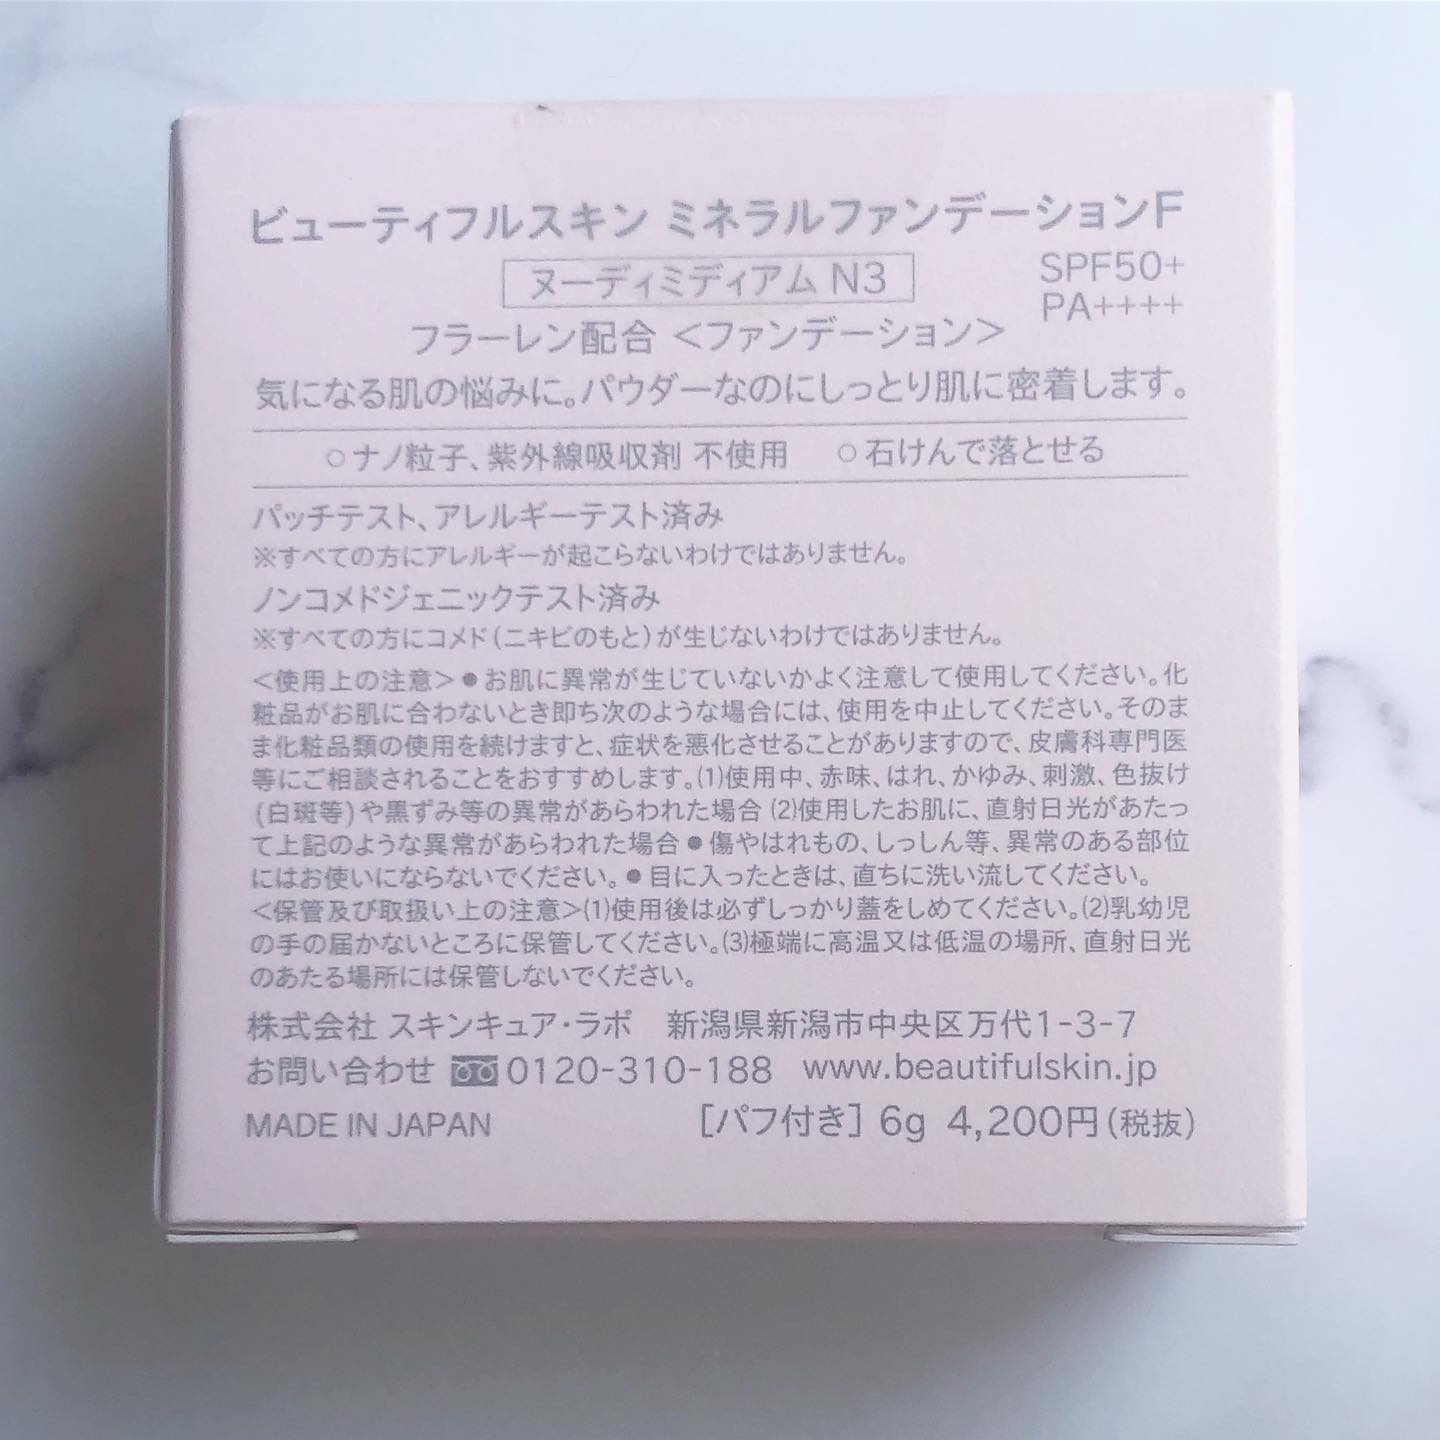 ビューティフルスキン ミネラルファンデーションF
ヌーディミディアム N3
SPF50+
PA++++
フラーレン配合 <ファンデーション>
気になる肌の悩みに。パウダーなのにしっとり肌に密着します。
○ナノ粒子、紫外線吸収剤 不使用 ○石けんで落とせる
パッチテスト、アレルギーテスト済み
※すべての方にアレルギーが起こらないわけではありません。
ノンコメドジェニックテスト済み
※すべての方にコメド(ニキビのもと)が生じないわけではありません。
<使用上の注意>●お肌に異常が生じていないかよく注意して使用してください。化
粧品がお肌に合わないとき即ち次のような場合には、使用を中止してください。そのま
ま化粧品類の使用を続けますと、症状を悪化させることがありますので、皮膚科専門医
等にご相談されることをおすすめします。(1)使用中、赤味、はれ、かゆみ、刺激、色抜け
(白斑等)や黒ずみ等の異常があらわれた場合(2)使用したお肌に、直射日光があたっ
て上記のような異常があらわれた場合●傷やはれもの、しっしん等、異常のある部位
にはお使いにならないでください。●目に入ったときは、直ちに洗い流してください。
<保管及び取扱い上の注意>(1)使用後は必ずしっかり蓋をしめてください。(2)乳幼児
の手の届かないところに保管してください。(3)極端に高温又は低温の場所、直射日光
のあたる場所には保管しないでください。
株式会社 スキンキュア・ラボ 新潟県新潟市中央区万代1-3-7
お問い合わせ 0120-310-188 www.beautifulskin.jp
MADE IN JAPAN [パフ付き] 6g 4,200円(税抜)